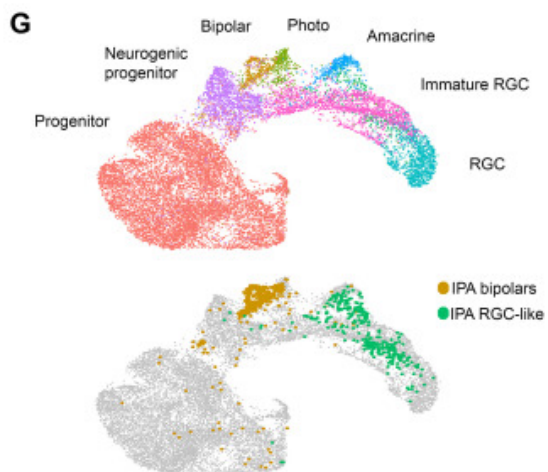 G
Bipolar
Photo
Amacrine
Neurogenic
progenitor
Immature RGC
Progenitor
RGC
IPA bipolars
IPA RGC-like